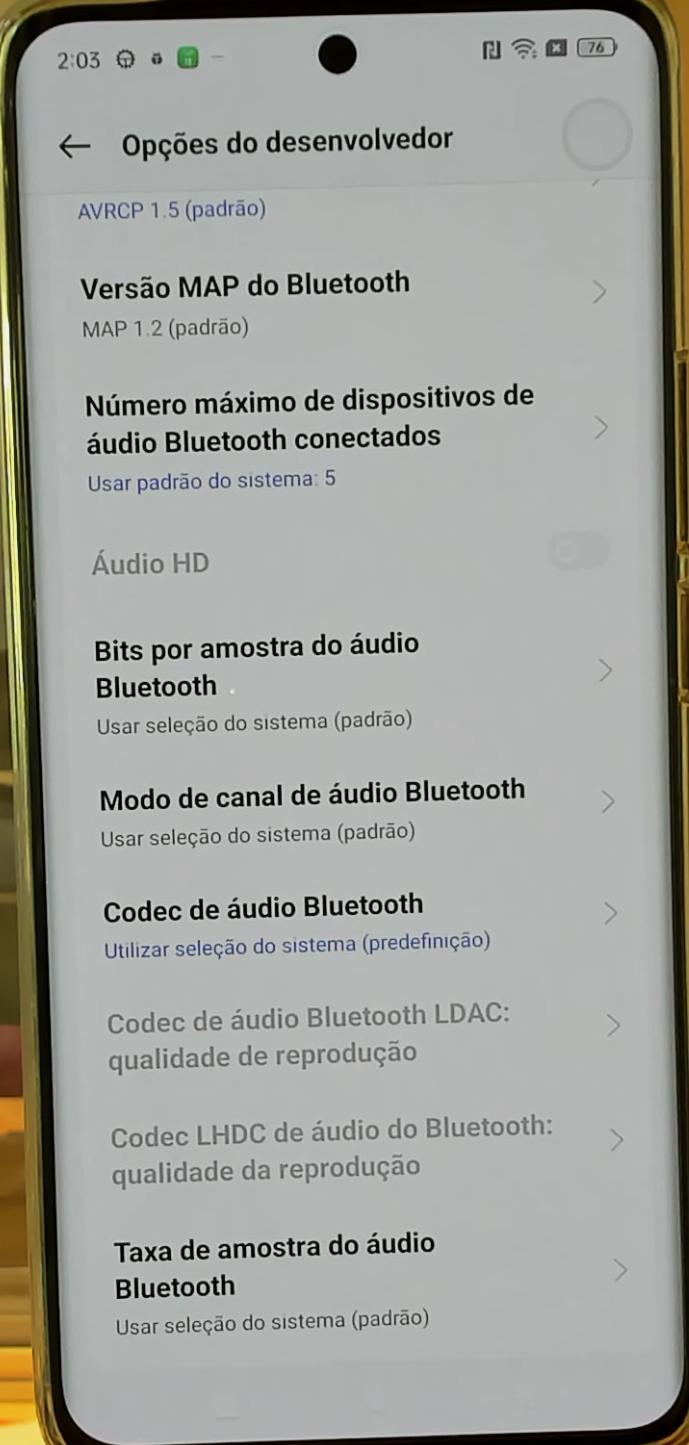 2:03
76
Opções do desenvolvedor
AVRCP 1.5 (padrão)
Versão MAP do Bluetooth
MAP 1.2 (padrão)
Número máximo de dispositivos de
áudio Bluetooth conectados
Usar padrão do sistema: 5
Áudio HD
Bits por amostra do áudio
Bluetooth
Usar seleção do sistema (padrão)
Modo de canal de áudio Bluetooth
Usar seleção do sistema (padrão)
Codec de áudio Bluetooth
Utilizar seleção do sistema (predefinição)
Codec de áudio Bluetooth LDAC:
qualidade de reprodução
Codec LHDC de áudio do Bluetooth:
qualidade da reprodução
Taxa de amostra do áudio
Bluetooth
Usar seleção do sistema (padrão)